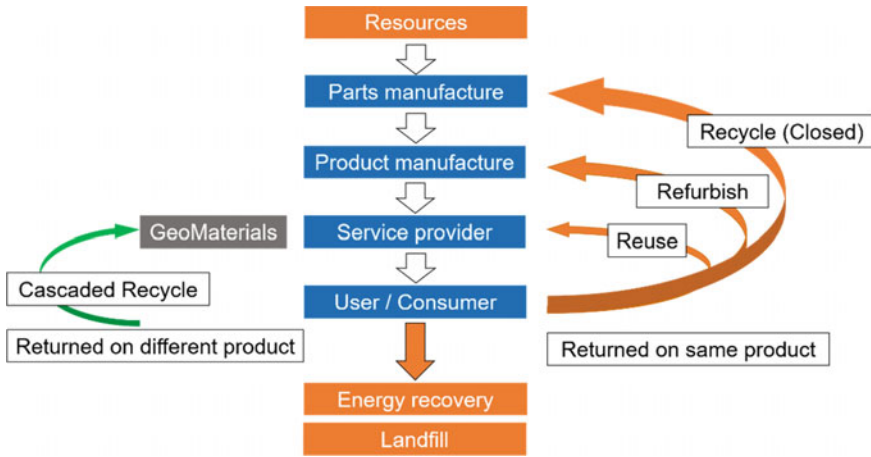 Resources
Parts manufacture
Recycle (Closed)
Product manufacture
Refurbish
GeoMaterials
Service provider
Reuse
Cascaded Recycle
User / Consumer
Returned on different product
Returned on same product
Energy recovery
Landfill